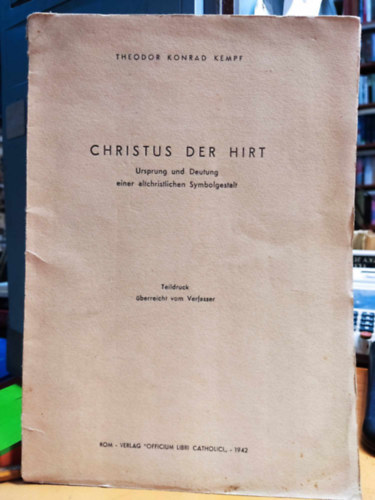 THEODOR KONRAD KEMPF
CHRISTUS DER HIRT
Ursprung und Deutung
einer altchristlichen Symbolgestalt
Teildruck
überreicht vom Verfasser
ROM - VERLAG "OFFICIUM LIBRI CATHOLICI„ - 1942